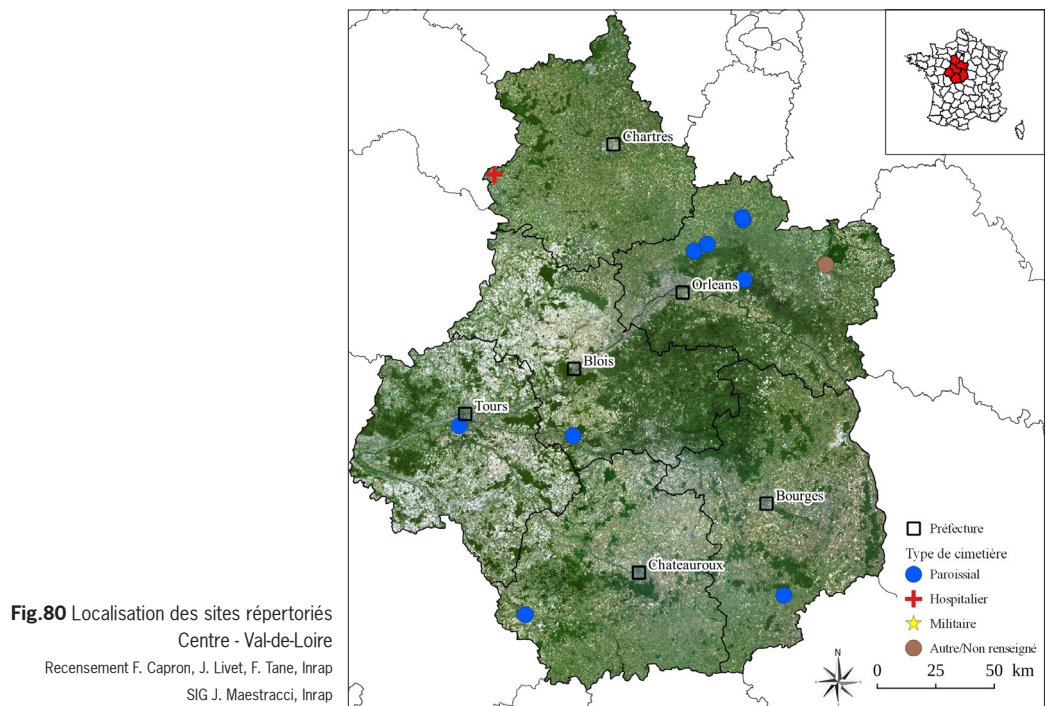 Chartres
Orleans
Blois
Tours
Bourges
Chateauroux
Préfecture
Type de cimetière
Paroissial
Hospitalier
Militaire
Autre/Non renseigné
N
0 25 50 km
Fig.80 Localisation des sites répertoriés
Centre - Val-de-Loire
Recensement F. Capron, J. Livet, F. Tane, Inrap
SIG J. Maestracci, Inrap